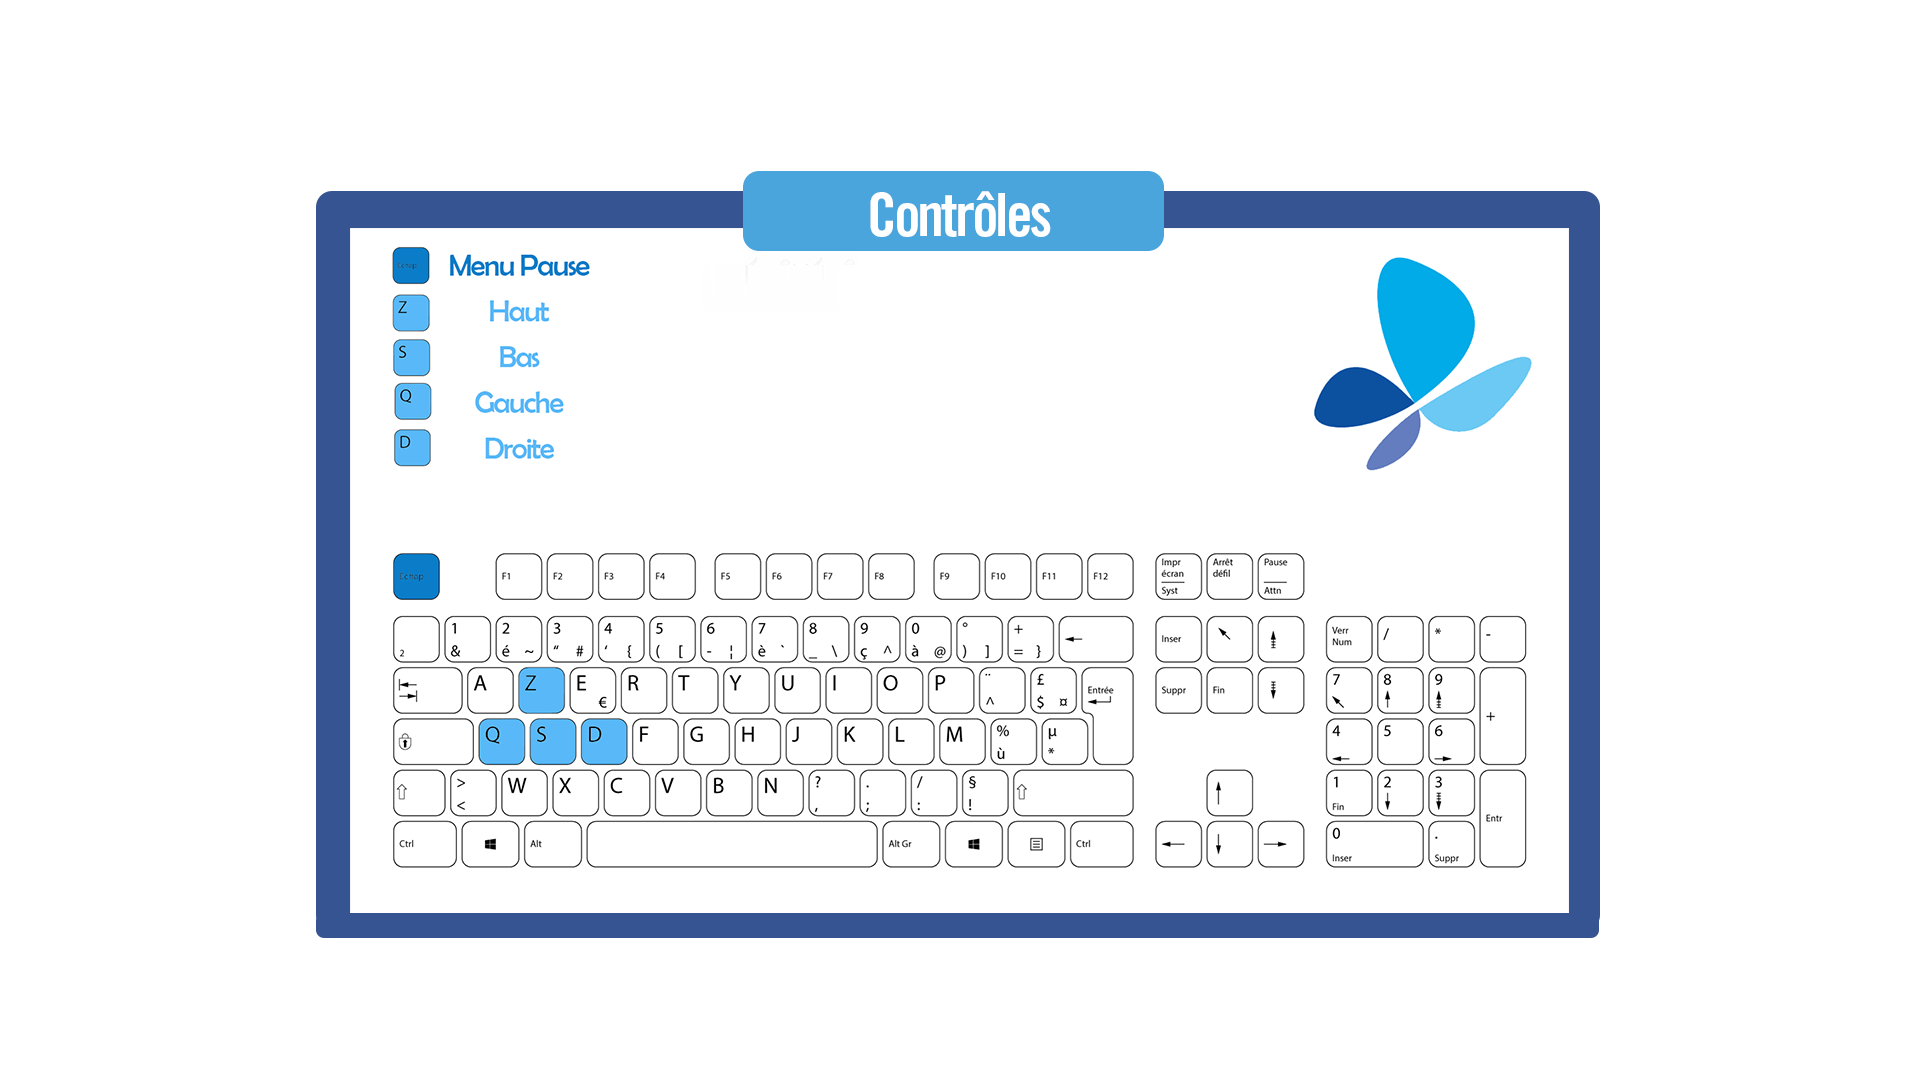 Contrôles
Echap Menu Pause
Z Haut
S Bas
Q Gauche
D Droite
Echap F1 F2 F3 F4 F5 F6 F7 F8 F9 F10 F11 F12 Impr écran Syst Arrêt défil Pause Attn
2 1 & 2 é ~ 3 “ # 4 ‘ { 5 ( [ 6 - ¦ 7 è ` 8 _ \ 9 ç ^ 0 à @ ° ) ] + = } Inser Verr Num / * -
A Z E € R T Y U I O P ¨ ^ £ $ ¤ Entrée Suppr Fin 7 8 9 +
Q S D F G H J K L M % ù µ * 4 5 6
> < W X C V B N ? , . ; / : § ! 1 Fin 2 3 Entr
Ctrl Alt Alt Gr Ctrl 0 Inser . Suppr